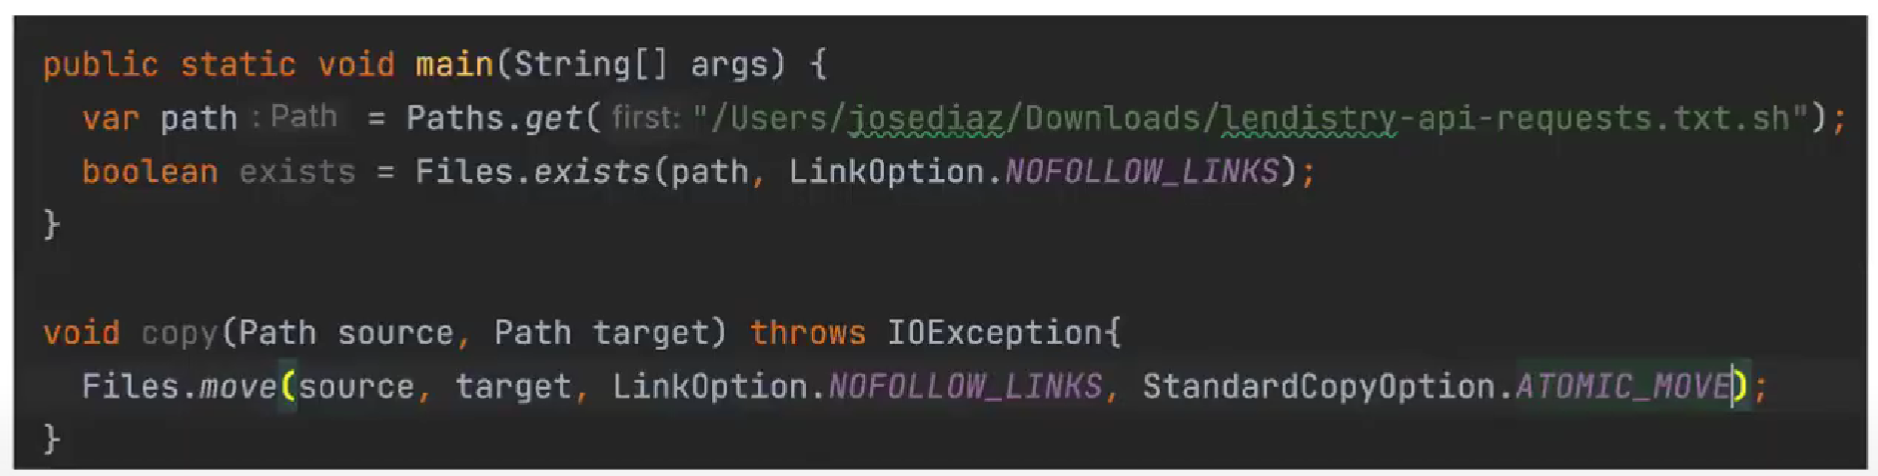 public static void main(String[] args) {
var path : Path = Paths.get( first: "/Users/josediaz/Downloads/lendistry-api-requests.txt.sh");
boolean exists = Files.exists(path, LinkOption.NOFOLLOW_LINKS);
}
void copy(Path source, Path target) throws IOException{
Files.move(source, target, LinkOption.NOFOLLOW_LINKS, StandardCopyOption.ATOMIC_MOVE);
}